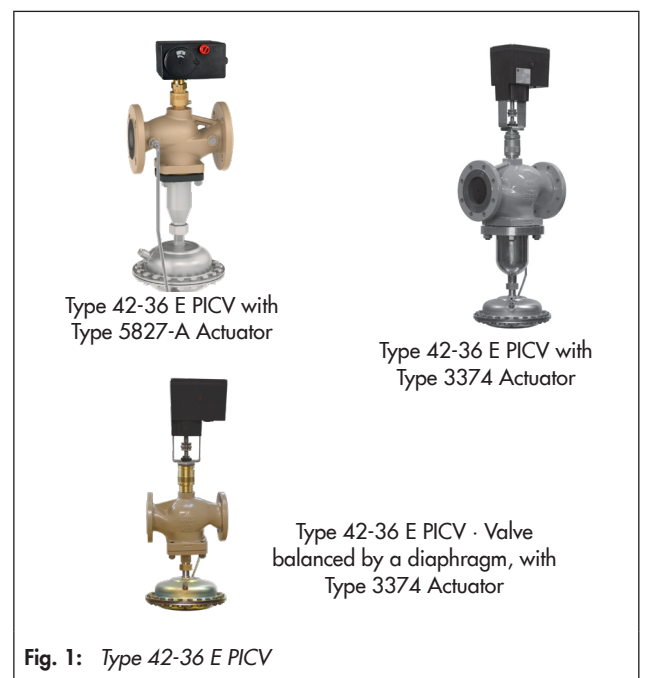 Type 42-36 E PICV with
Type 5827-A Actuator
Type 42-36 E PICV with
Type 3374 Actuator
Type 42-36 E PICV · Valve
balanced by a diaphragm, with
Type 3374 Actuator
Fig. 1: Type 42-36 E PICV